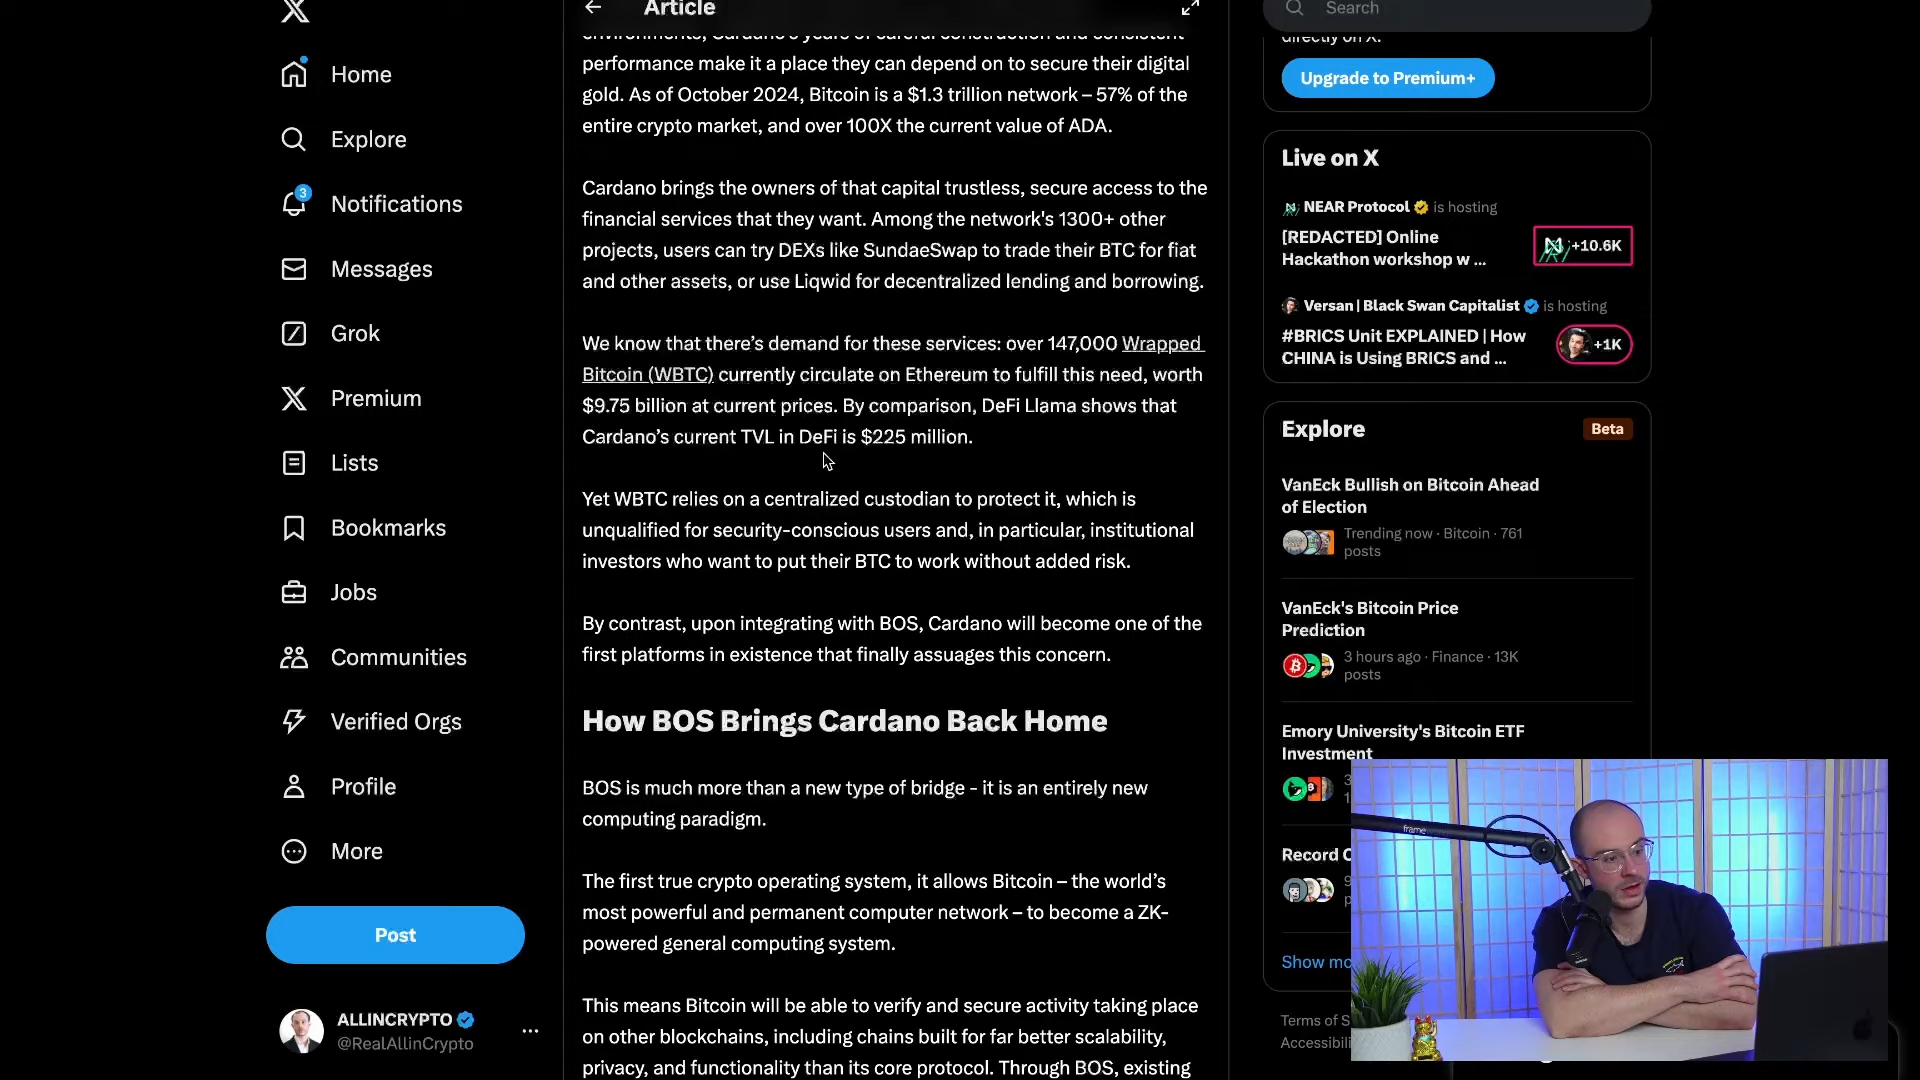 Home
Explore
3
Notifications
Messages
Grok
Premium
Lists
Bookmarks
Jobs
Communities
Verified Orgs
Profile
More
Post
ALLINCRYPTO
@RealAllinCrypto
Article
environments, Cardano's years of careful construction and consistent
performance make it a place they can depend on to secure their digital
gold. As of October 2024, Bitcoin is a $1.3 trillion network – 57% of the
entire crypto market, and over 100X the current value of ADA.
Cardano brings the owners of that capital trustless, secure access to the
financial services that they want. Among the network's 1300+ other
projects, users can try DEXs like SundaeSwap to trade their BTC for fiat
and other assets, or use Liqwid for decentralized lending and borrowing.
We know that there's demand for these services: over 147,000 Wrapped
Bitcoin (WBTC) currently circulate on Ethereum to fulfill this need, worth
$9.75 billion at current prices. By comparison, DeFi Llama shows that
Cardano's current TVL in DeFi is $225 million.
Yet WBTC relies on a centralized custodian to protect it, which is
unqualified for security-conscious users and, in particular, institutional
investors who want to put their BTC to work without added risk.
By contrast, upon integrating with BOS, Cardano will become one of the
first platforms in existence that finally assuages this concern.
How BOS Brings Cardano Back Home
BOS is much more than a new type of bridge - it is an entirely new
computing paradigm.
The first true crypto operating system, it allows Bitcoin – the world's
most powerful and permanent computer network – to become a ZK-
powered general computing system.
This means Bitcoin will be able to verify and secure activity taking place
on other blockchains, including chains built for far better scalability,
privacy, and functionality than its core protocol. Through BOS, existing
Search
directly on X.
Upgrade to Premium+
Live on X
NEAR Protocol is hosting
[REDACTED] Online
Hackathon workshop w ...
+10.6K
Versan | Black Swan Capitalist is hosting
#BRICS Unit EXPLAINED | How
CHINA is Using BRICS and ...
+1K
Explore
Beta
VanEck Bullish on Bitcoin Ahead
of Election
Trending now · Bitcoin · 761
posts
VanEck's Bitcoin Price
Prediction
3 hours ago · Finance · 13K
posts
Emory University's Bitcoin ETF
Investment
Record
Show
Terms of
frame